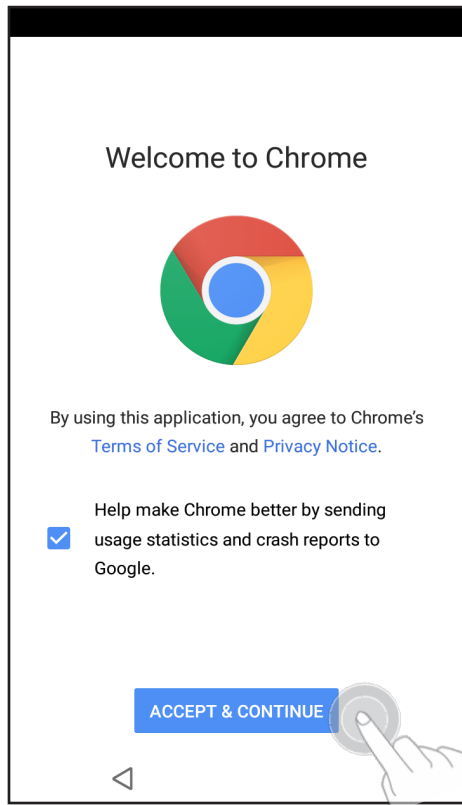 Welcome to Chrome
By using this application, you agree to Chrome’s
Terms of Service and Privacy Notice.
Help make Chrome better by sending
usage statistics and crash reports to
Google.
ACCEPT & CONTINUE